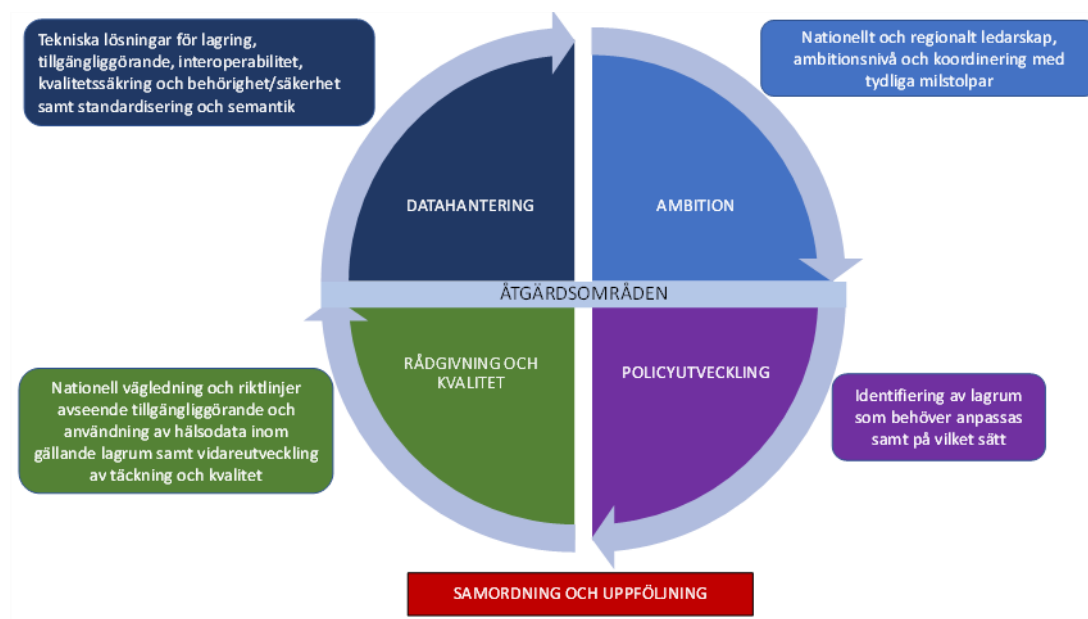 Tekniska lösningar för lagring,
tillgängliggörande, interoperabilitet,
kvalitetssäkring och behörighet/säkerhet
samt standardisering och semantik
Nationellt och regionalt ledarskap,
ambitionsnivå och koordinering med
tydliga milstolpar
DATAHANTERING
AMBITION
ÅTGÄRDSOMRÅDEN
RÅDGIVNING OCH
KVALITET
POLICYUTVECKLING
Nationell vägledning och riktlinjer
avseende tillgängliggörande och
användning av hälsodata inom
gällande lagrum samt vidareutveckling
av täckning och kvalitet
Identifiering av lagrum
som behöver anpassas
samt på vilket sätt
SAMORDNING OCH UPPFÖLJNING